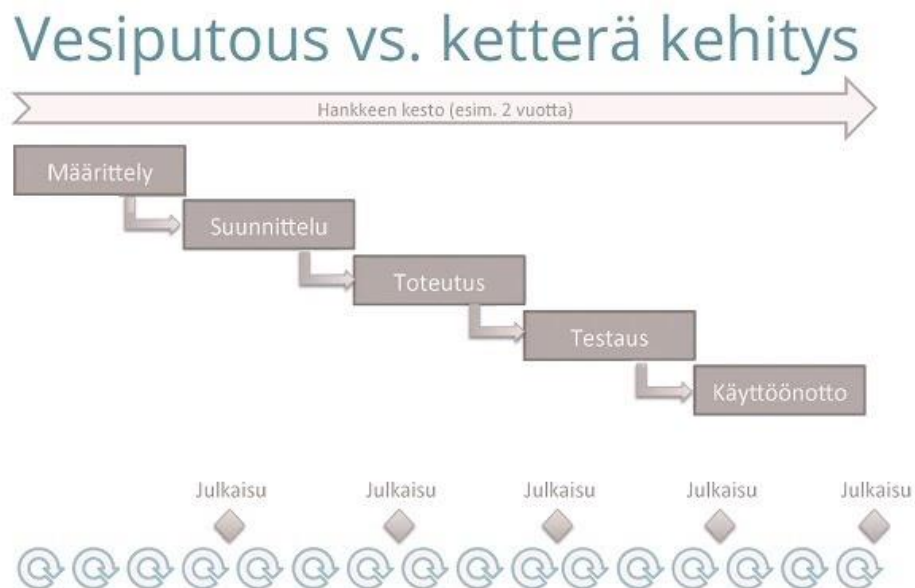 Vesiputous vs. ketterä kehitys
Hankkeen kesto (esim. 2 vuotta)
Määrittely
Suunnittelu
Toteutus
Testaus
Käyttöönotto
Julkaisu
Julkaisu
Julkaisu
Julkaisu
Julkaisu